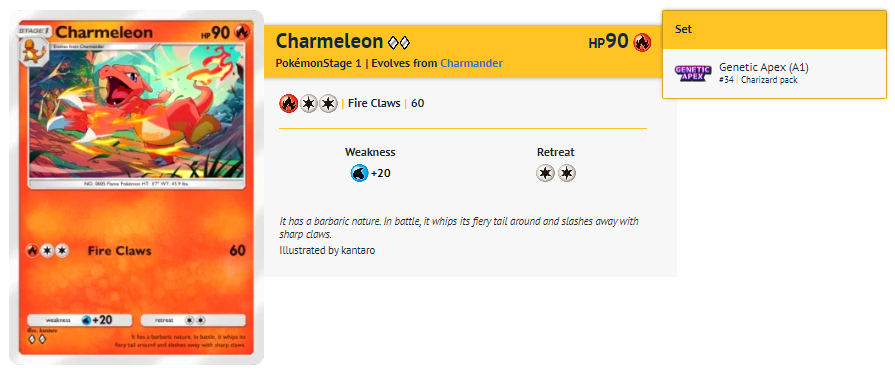 STAGE 1 Charmeleon HP 90
Evolves from Charmander
NO. 0005 Flame Pokémon HT: 3'7" WT: 41.9 lbs.
Fire Claws 60
weakness +20 retreat
illus. kantaro
It has a barbaric nature. In battle, it whips its
fiery tail around and slashes away with sharp claws.
Charmeleon HP 90
PokémonStage 1 | Evolves from Charmander
| Fire Claws | 60
Weakness Retreat
+20
It has a barbaric nature. In battle, it whips its fiery tail around and slashes away with
sharp claws.
Illustrated by kantaro
Set
GENETIC
APEX
Genetic Apex (A1)
#34 | Charizard pack